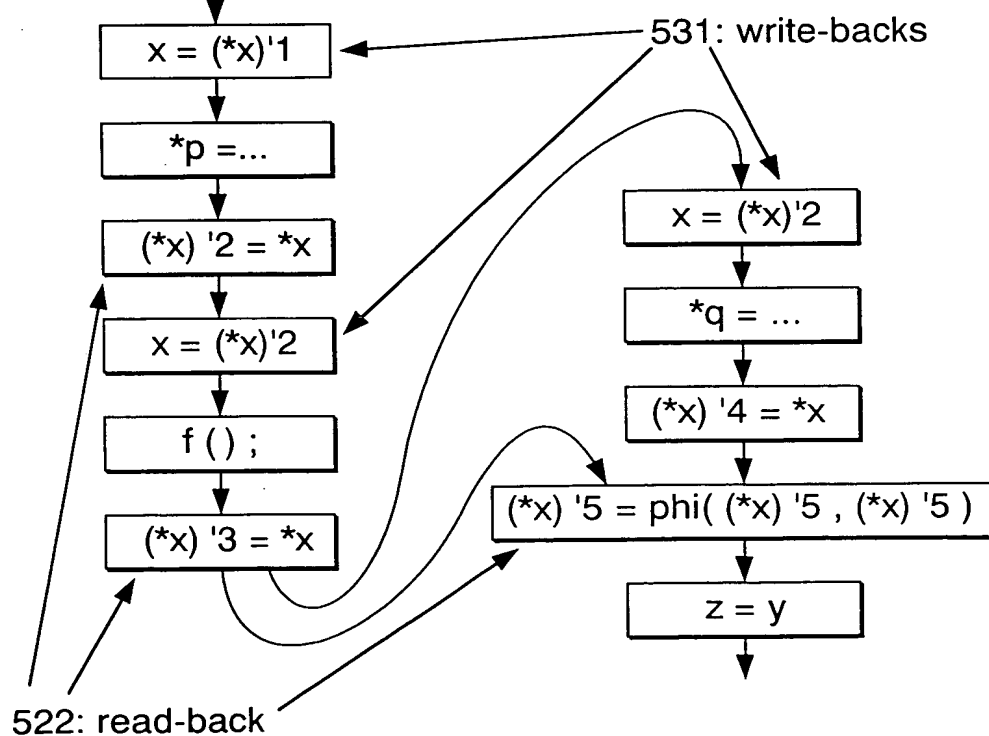 x = (*x)'1
*p =...
(*x) '2 = *x
x = (*x)'2
f () ;
(*x) '3 = *x
522: read-back
531: write-backs
x = (*x)'2
*q = ...
(*x) '4 = *x
(*x) '5 = phi( (*x) '5 , (*x) '5 )
z = y